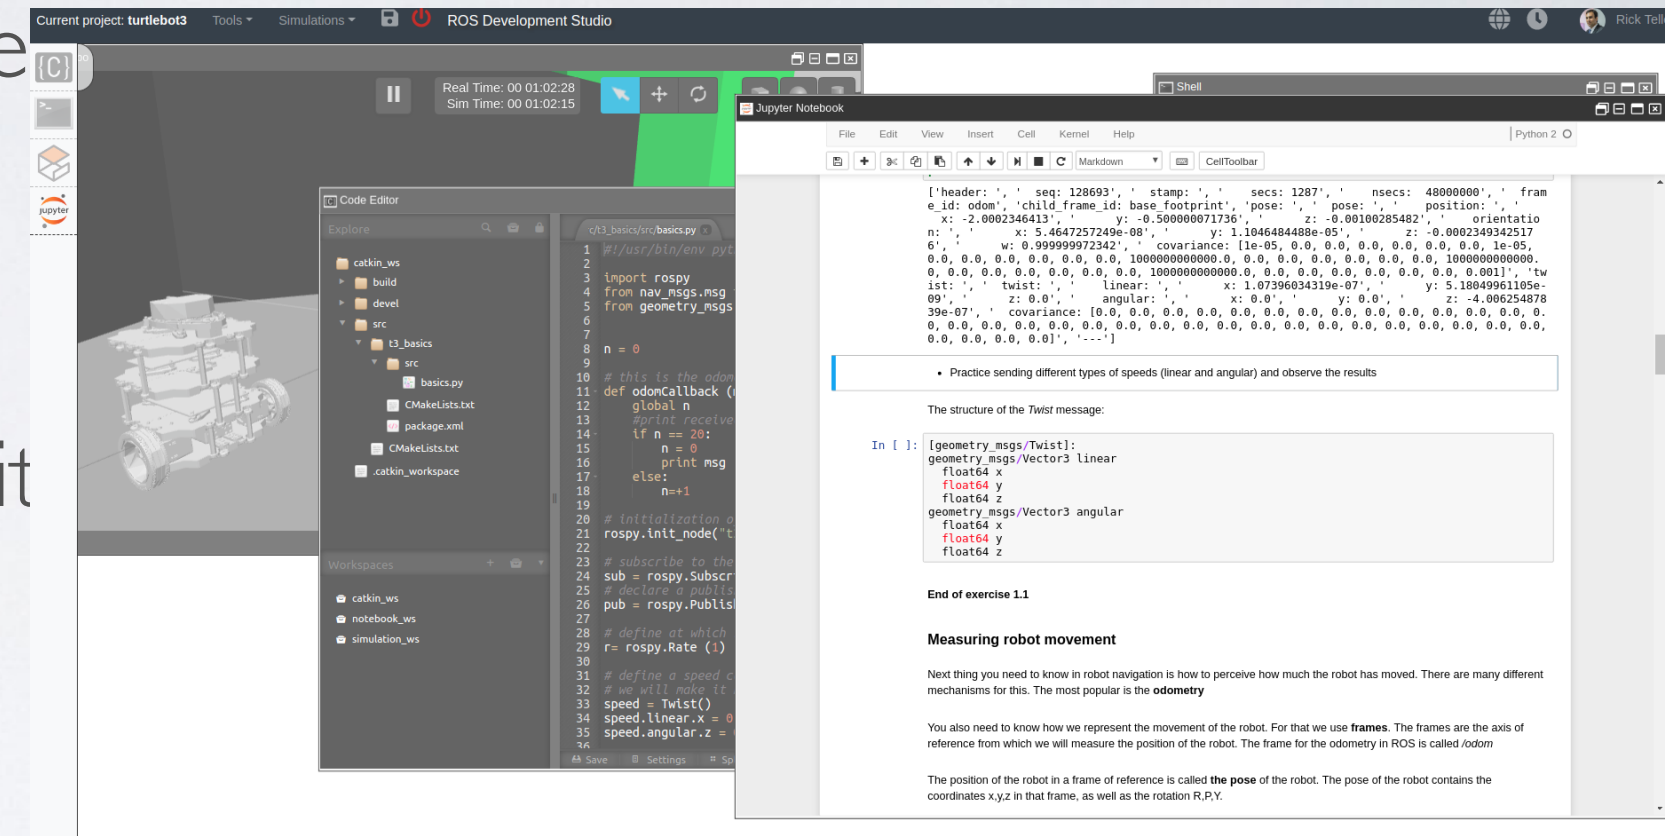 e
it
Current project: turtlebot3
Tools
Simulations
ROS Development Studio
{C}
>_
jupyter
Real Time: 00 01:02:28
Sim Time: 00 01:02:15
Code Editor
Explore
catkin_ws
build
devel
src
t3_basics
src
basics.py
CMakeLists.txt
package.xml
CMakeLists.txt
.catkin_workspace
Workspaces
catkin_ws
notebook_ws
simulation_ws
c/t3_basics/src/basics.py
1 #!/usr/bin/env pyt
2
3 import rospy
4 from nav_msgs.msg
5 from geometry_msgs
6
7
8 n = 0
9
10 # this is the odom
11 def odomCallback (
12 global n
13 #print receive
14 if n == 20:
15 n = 0
16 print msg
17 else:
18 n=+1
19
20 # initialization o
21 rospy.init_node("t
22
23 # subscribe to the
24 sub = rospy.Subscr
25 # declare a publis
26 pub = rospy.Publis
27
28 # define at which
29 r= rospy.Rate (1)
30
31 # define a speed c
32 # we will make it
33 speed = Twist()
34 speed.linear.x = 0
35 speed.angular.z =
36
Save
Settings
Sp
Shell
Jupyter Notebook
File Edit View Insert Cell Kernel Help
Python 2
Markdown
CellToolbar
['header: ', '  seq: 128693', '  stamp: ', '    secs: 1287', '    nsecs:  48000000', '  fram
e_id: odom', 'child_frame_id: base_footprint', 'pose: ', '  pose: ', '    position: ', '
  x: -2.0002346413', '      y: -0.500000071736', '      z: -0.00100285482', '    orientatio
n: ', '      x: 5.4647257249e-08', '      y: 1.1046484488e-05', '      z: -0.0002349342517
6', '      w: 0.999999972342', '  covariance: [1e-05, 0.0, 0.0, 0.0, 0.0, 0.0, 0.0, 1e-05,
0.0, 0.0, 0.0, 0.0, 0.0, 0.0, 1000000000000.0, 0.0, 0.0, 0.0, 0.0, 0.0, 0.0, 1000000000000.
0, 0.0, 0.0, 0.0, 0.0, 0.0, 0.0, 1000000000000.0, 0.0, 0.0, 0.0, 0.0, 0.0, 0.0, 0.001]', 'tw
ist: ', '  twist: ', '    linear: ', '      x: 1.07396034319e-07', '      y: 5.18049961105e-
09', '      z: 0.0', '    angular: ', '      x: 0.0', '      y: 0.0', '      z: -4.006254878
39e-07', '  covariance: [0.0, 0.0, 0.0, 0.0, 0.0, 0.0, 0.0, 0.0, 0.0, 0.0, 0.0, 0.0, 0.0, 0.
0, 0.0, 0.0, 0.0, 0.0, 0.0, 0.0, 0.0, 0.0, 0.0, 0.0, 0.0, 0.0, 0.0, 0.0, 0.0, 0.0, 0.0, 0.0,
0.0, 0.0, 0.0, 0.0]', '---']
• Practice sending different types of speeds (linear and angular) and observe the results
The structure of the Twist message:
In [ ]: [geometry_msgs/Twist]:
geometry_msgs/Vector3 linear
float64 x
float64 y
float64 z
geometry_msgs/Vector3 angular
float64 x
float64 y
float64 z
End of exercise 1.1
Measuring robot movement
Next thing you need to know in robot navigation is how to perceive how much the robot has moved. There are many different
mechanisms for this. The most popular is the odometry
You also need to know how we represent the movement of the robot. For that we use frames. The frames are the axis of
reference from which we will measure the position of the robot. The frame for the odometry in ROS is called /odom
The position of the robot in a frame of reference is called the pose of the robot. The pose of the robot contains the
coordinates x,y,z in that frame, as well as the rotation R,P,Y.
Rick Tell